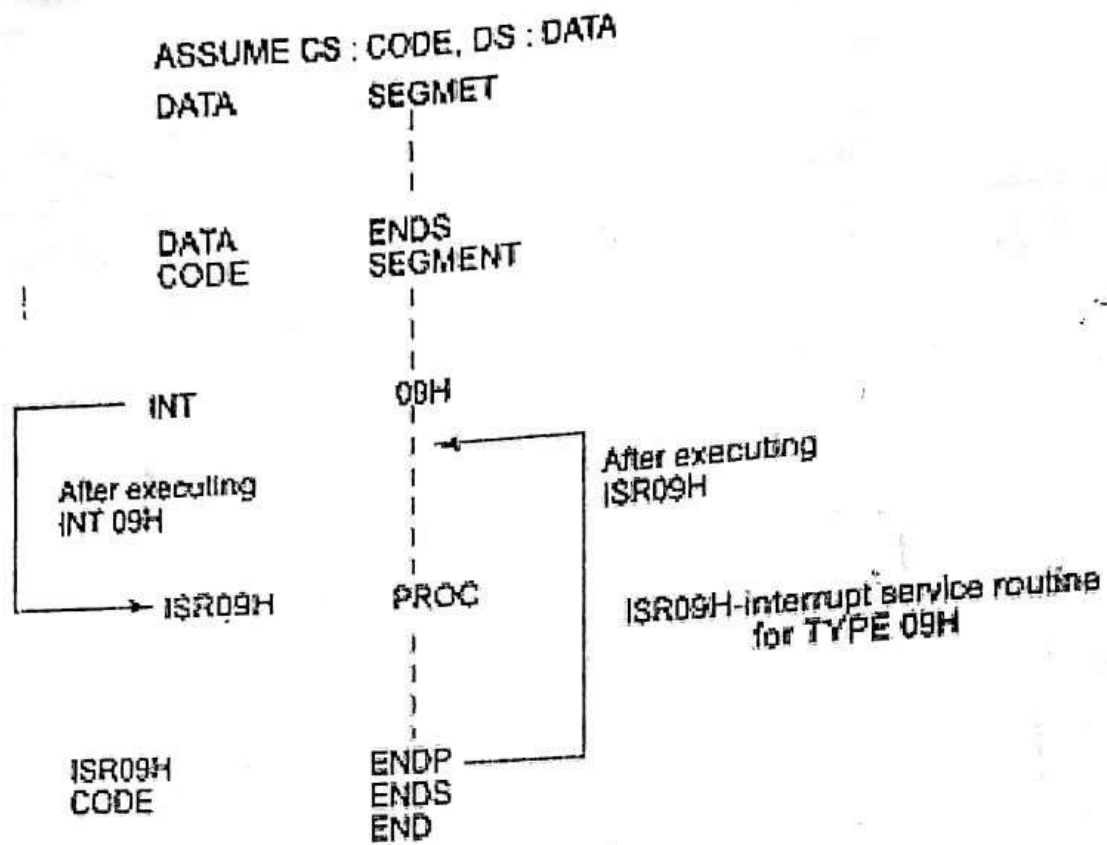 ASSUME CS : CODE, DS : DATA
DATA SEGMET
DATA ENDS
CODE SEGMENT
INT 09H
After executing
INT 09H
After executing
ISR09H
ISR09H PROC
ISR09H-interrupt service routine
for TYPE 09H
ISR09H ENDP
CODE ENDS
END